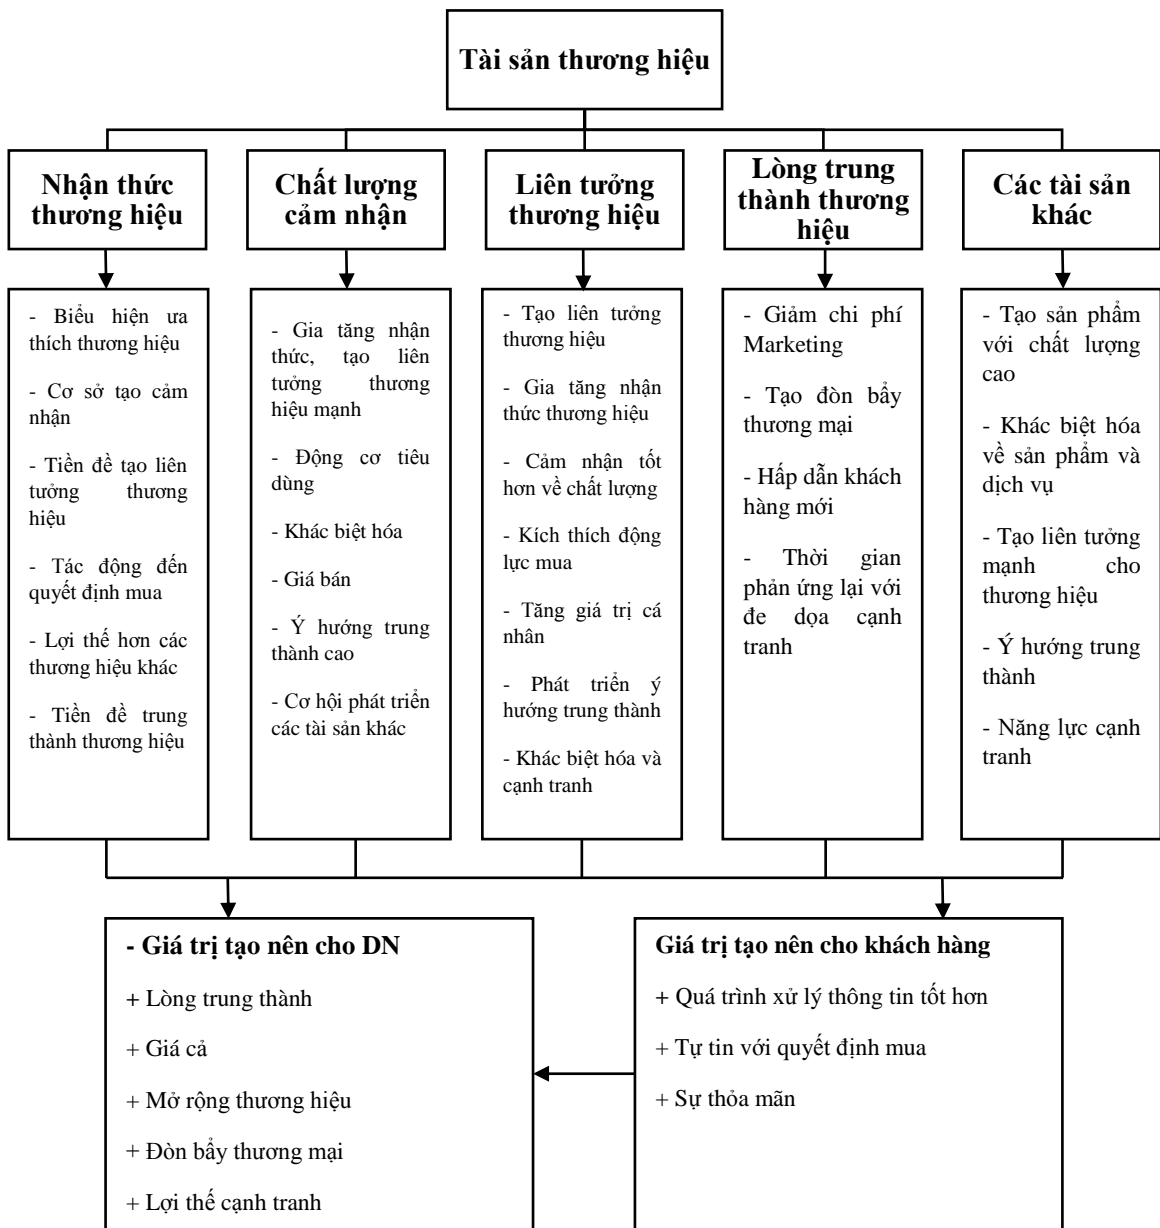 Tài sản thương hiệu
Nhận thức
thương hiệu
Chất lượng
cảm nhận
Liên tưởng
thương hiệu
Lòng trung
thành thương
hiệu
Các tài sản
khác
- Biểu hiện ưa
thích thương hiệu
- Cơ sở tạo cảm
nhận
- Tiền đề tạo liên
tưởng thương
hiệu
- Tác động đến
quyết định mua
- Lợi thế hơn các
thương hiệu khác
- Tiền đề trung
thành thương hiệu
- Gia tăng nhận
thức, tạo liên
tưởng thương
hiệu mạnh
- Động cơ tiêu
dùng
- Khác biệt hóa
- Giá bán
- Ý hướng trung
thành cao
- Cơ hội phát triển
các tài sản khác
- Tạo liên tưởng
thương hiệu
- Gia tăng nhận
thức thương hiệu
- Cảm nhận tốt
hơn về chất lượng
- Kích thích động
lực mua
- Tăng giá trị cá
nhân
- Phát triển ý
hướng trung thành
- Khác biệt hóa và
cạnh tranh
- Giảm chi phí
Marketing
- Tạo đòn bẩy
thương mại
- Hấp dẫn khách
hàng mới
- Thời gian
phản ứng lại với
đe dọa cạnh
tranh
- Tạo sản phẩm
với chất lượng
cao
- Khác biệt hóa
về sản phẩm và
dịch vụ
- Tạo liên tưởng
mạnh cho
thương hiệu
- Ý hướng trung
thành
- Năng lực cạnh
tranh
- Giá trị tạo nên cho DN
+ Lòng trung thành
+ Giá cả
+ Mở rộng thương hiệu
+ Đòn bẩy thương mại
+ Lợi thế cạnh tranh
Giá trị tạo nên cho khách hàng
+ Quá trình xử lý thông tin tốt hơn
+ Tự tin với quyết định mua
+ Sự thỏa mãn